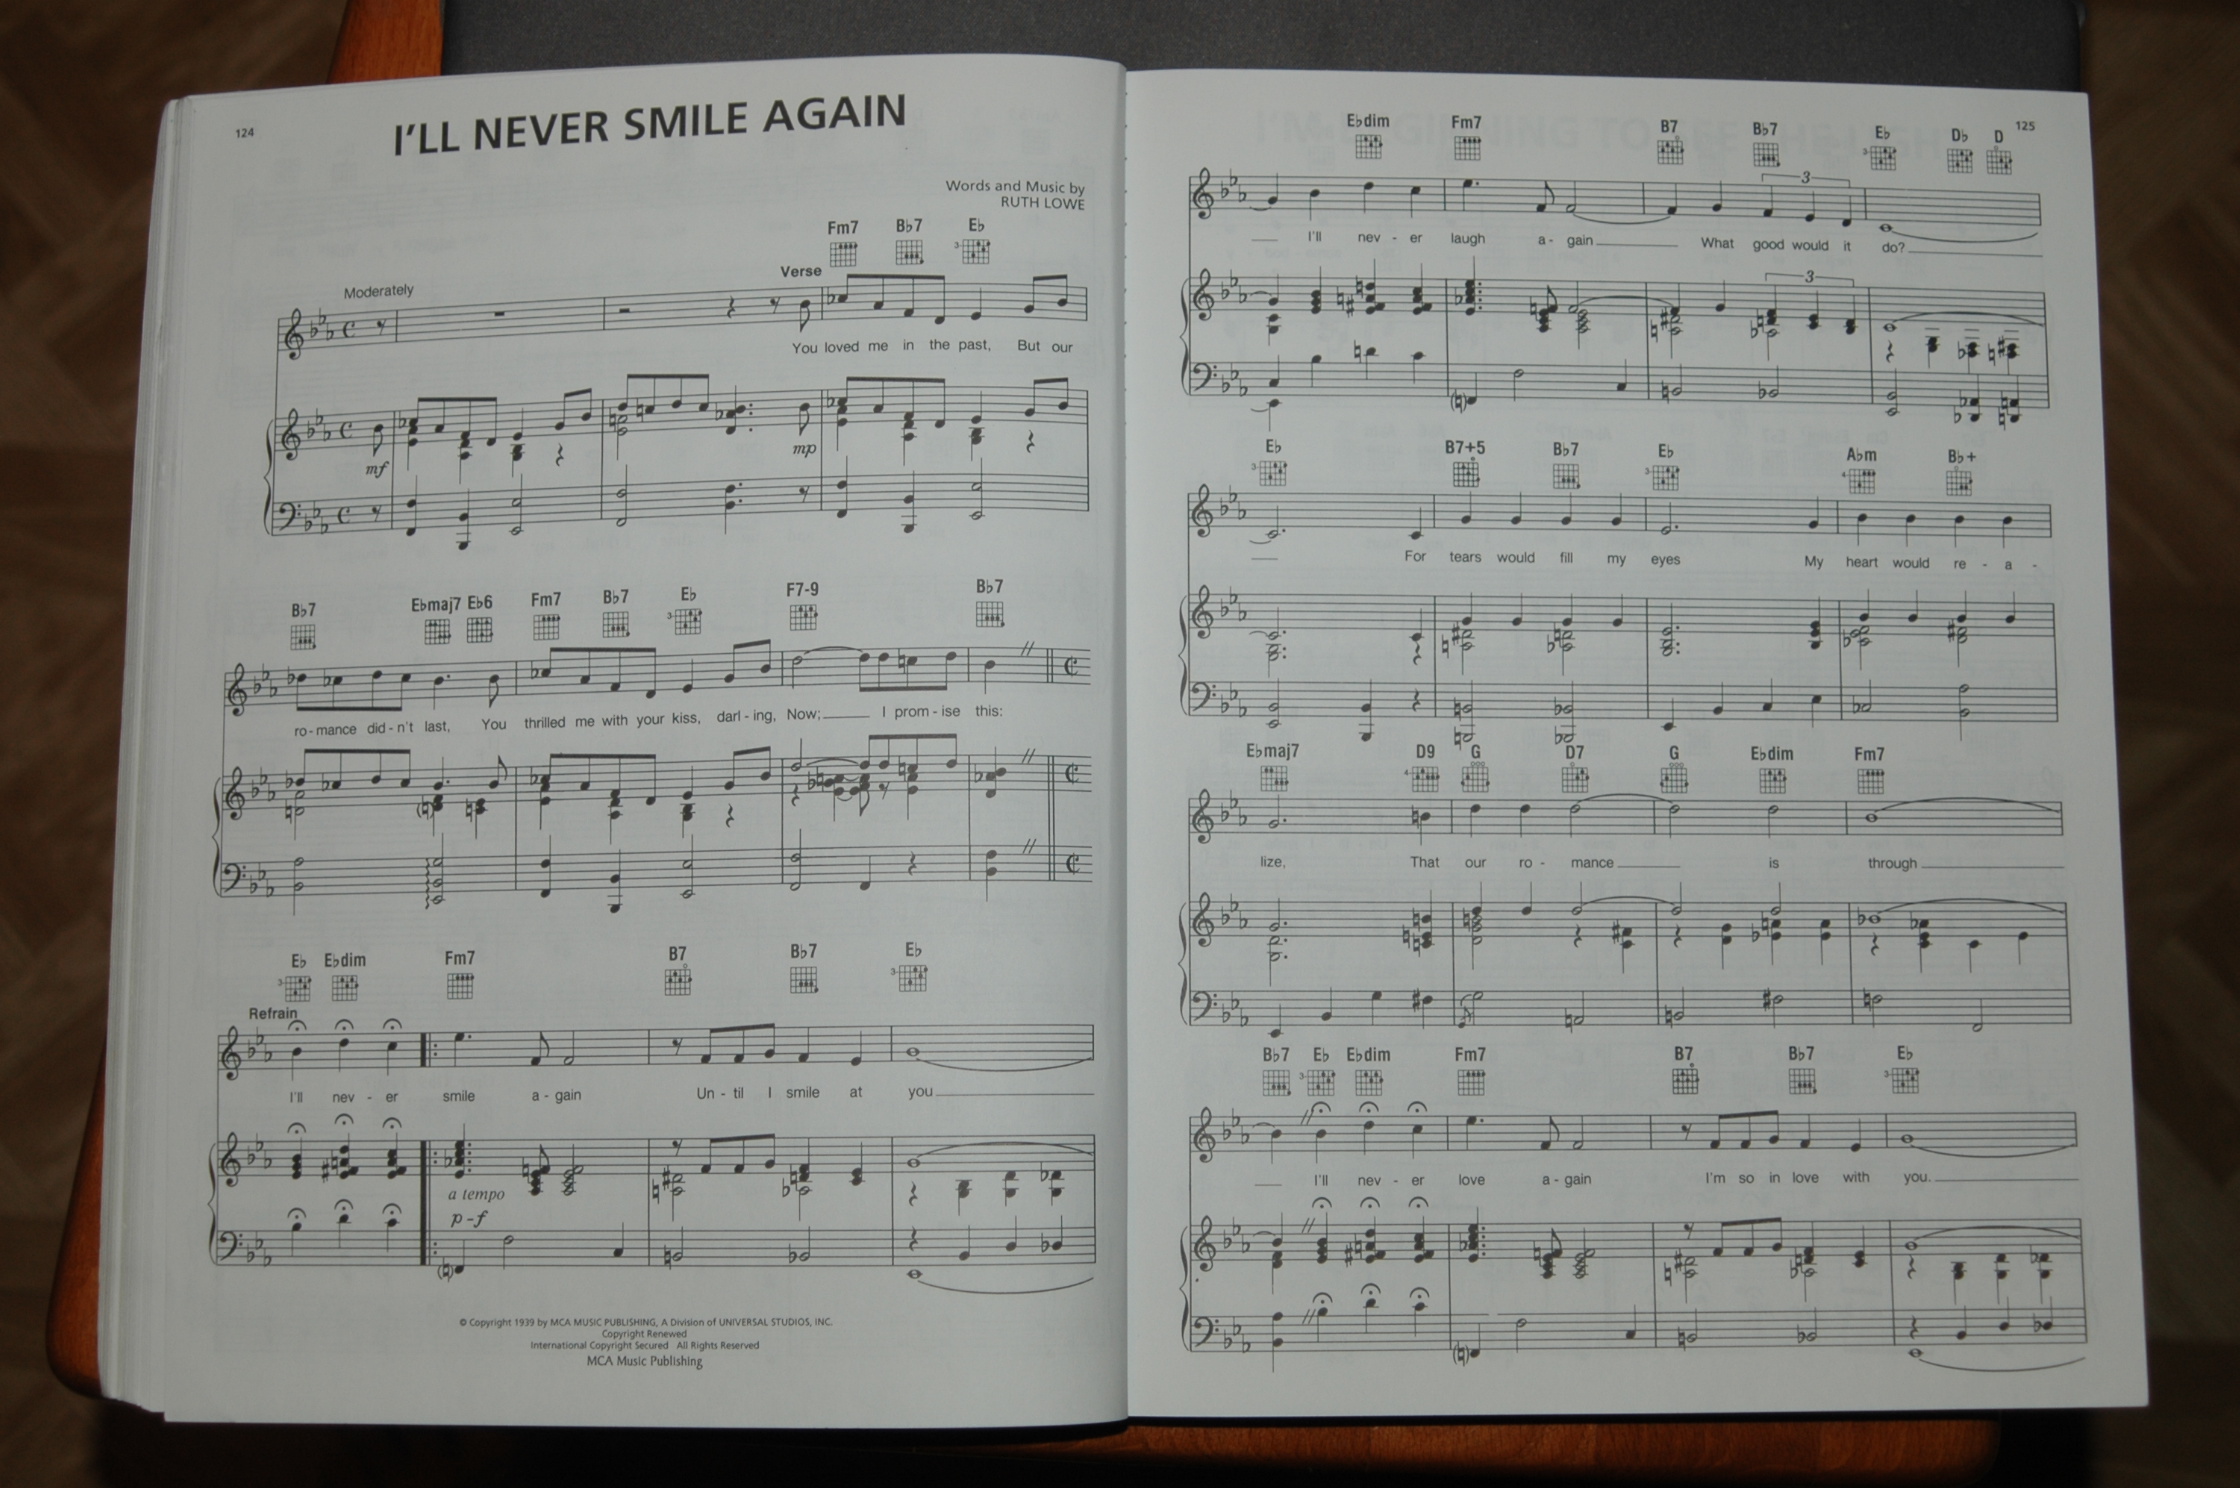 124
I'LL NEVER SMILE AGAIN
Words and Music by
RUTH LOWE
Fm7 B♭7 E♭
Verse
Moderately
You loved me in the past, But our
mf mp
B♭7 E♭maj7 E♭6 Fm7 B♭7 E♭ F7-9 B♭7
ro - mance did - n't last, You thrilled me with your kiss, darl - ing, Now; I prom - ise this:
E♭ E♭dim Fm7 B7 B♭7 E♭
Refrain
I'll nev - er smile a - gain Un - til I smile at you
a tempo
p - f
© Copyright 1939 by MCA MUSIC PUBLISHING, A Division of UNIVERSAL STUDIOS, INC.
Copyright Renewed
International Copyright Secured All Rights Reserved
MCA Music Publishing
125
E♭dim Fm7 B7 B♭7 E♭ D♭ D
3
I'll nev - er laugh a - gain What good would it do?
3
E♭ B7+5 B♭7 E♭ A♭m B♭+
For tears would fill my eyes My heart would re - a -
E♭maj7 D9 G D7 G E♭dim Fm7
lize, That our ro - mance is through
B♭7 E♭ E♭dim Fm7 B7 B♭7 E♭
I'll nev - er love a - gain I'm so in love with you.